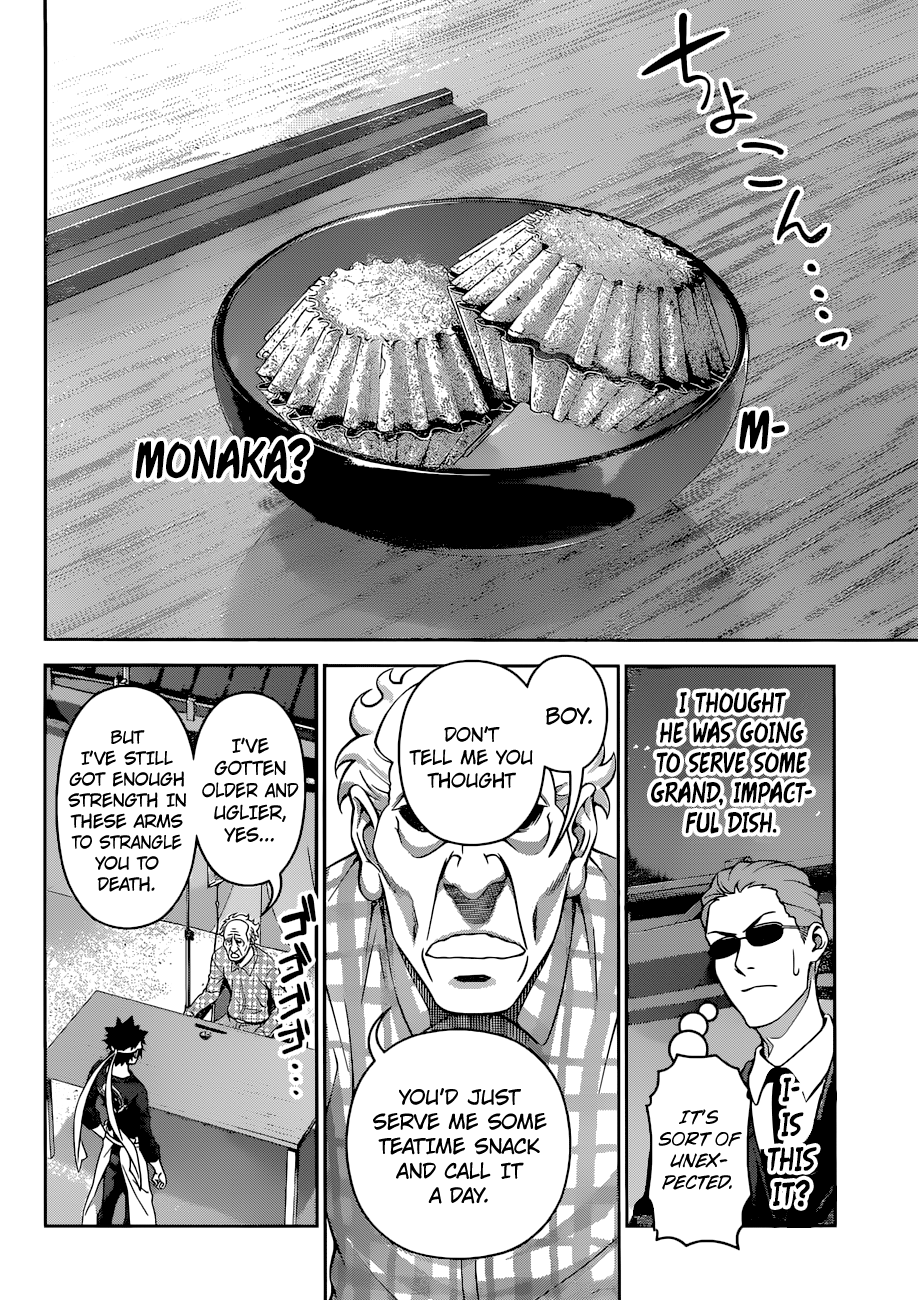 ちょこん…っ
M-
MONAKA?
I THOUGHT
HE WAS GOING
TO SERVE SOME
GRAND, IMPACT-
FUL DISH.
I-
IS
THIS
IT?
IT'S
SORT OF
UNEX-
PECTED.
BOY.
DON'T
TELL ME YOU
THOUGHT
YOU'D JUST
SERVE ME SOME
TEATIME SNACK
AND CALL IT
A DAY.
I'VE
GOTTEN
OLDER AND
UGLIER,
YES...
BUT
I'VE STILL
GOT ENOUGH
STRENGTH IN
THESE ARMS
TO STRANGLE
YOU TO
DEATH.